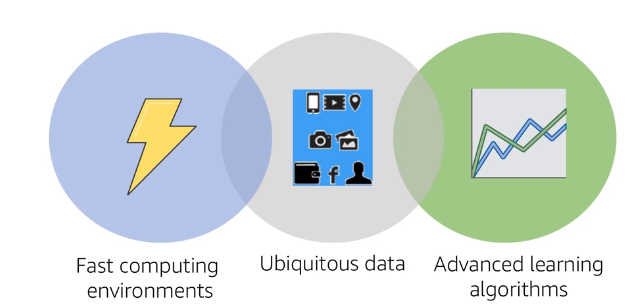 Fast computing
environments
Ubiquitous data
Advanced learning
algorithms